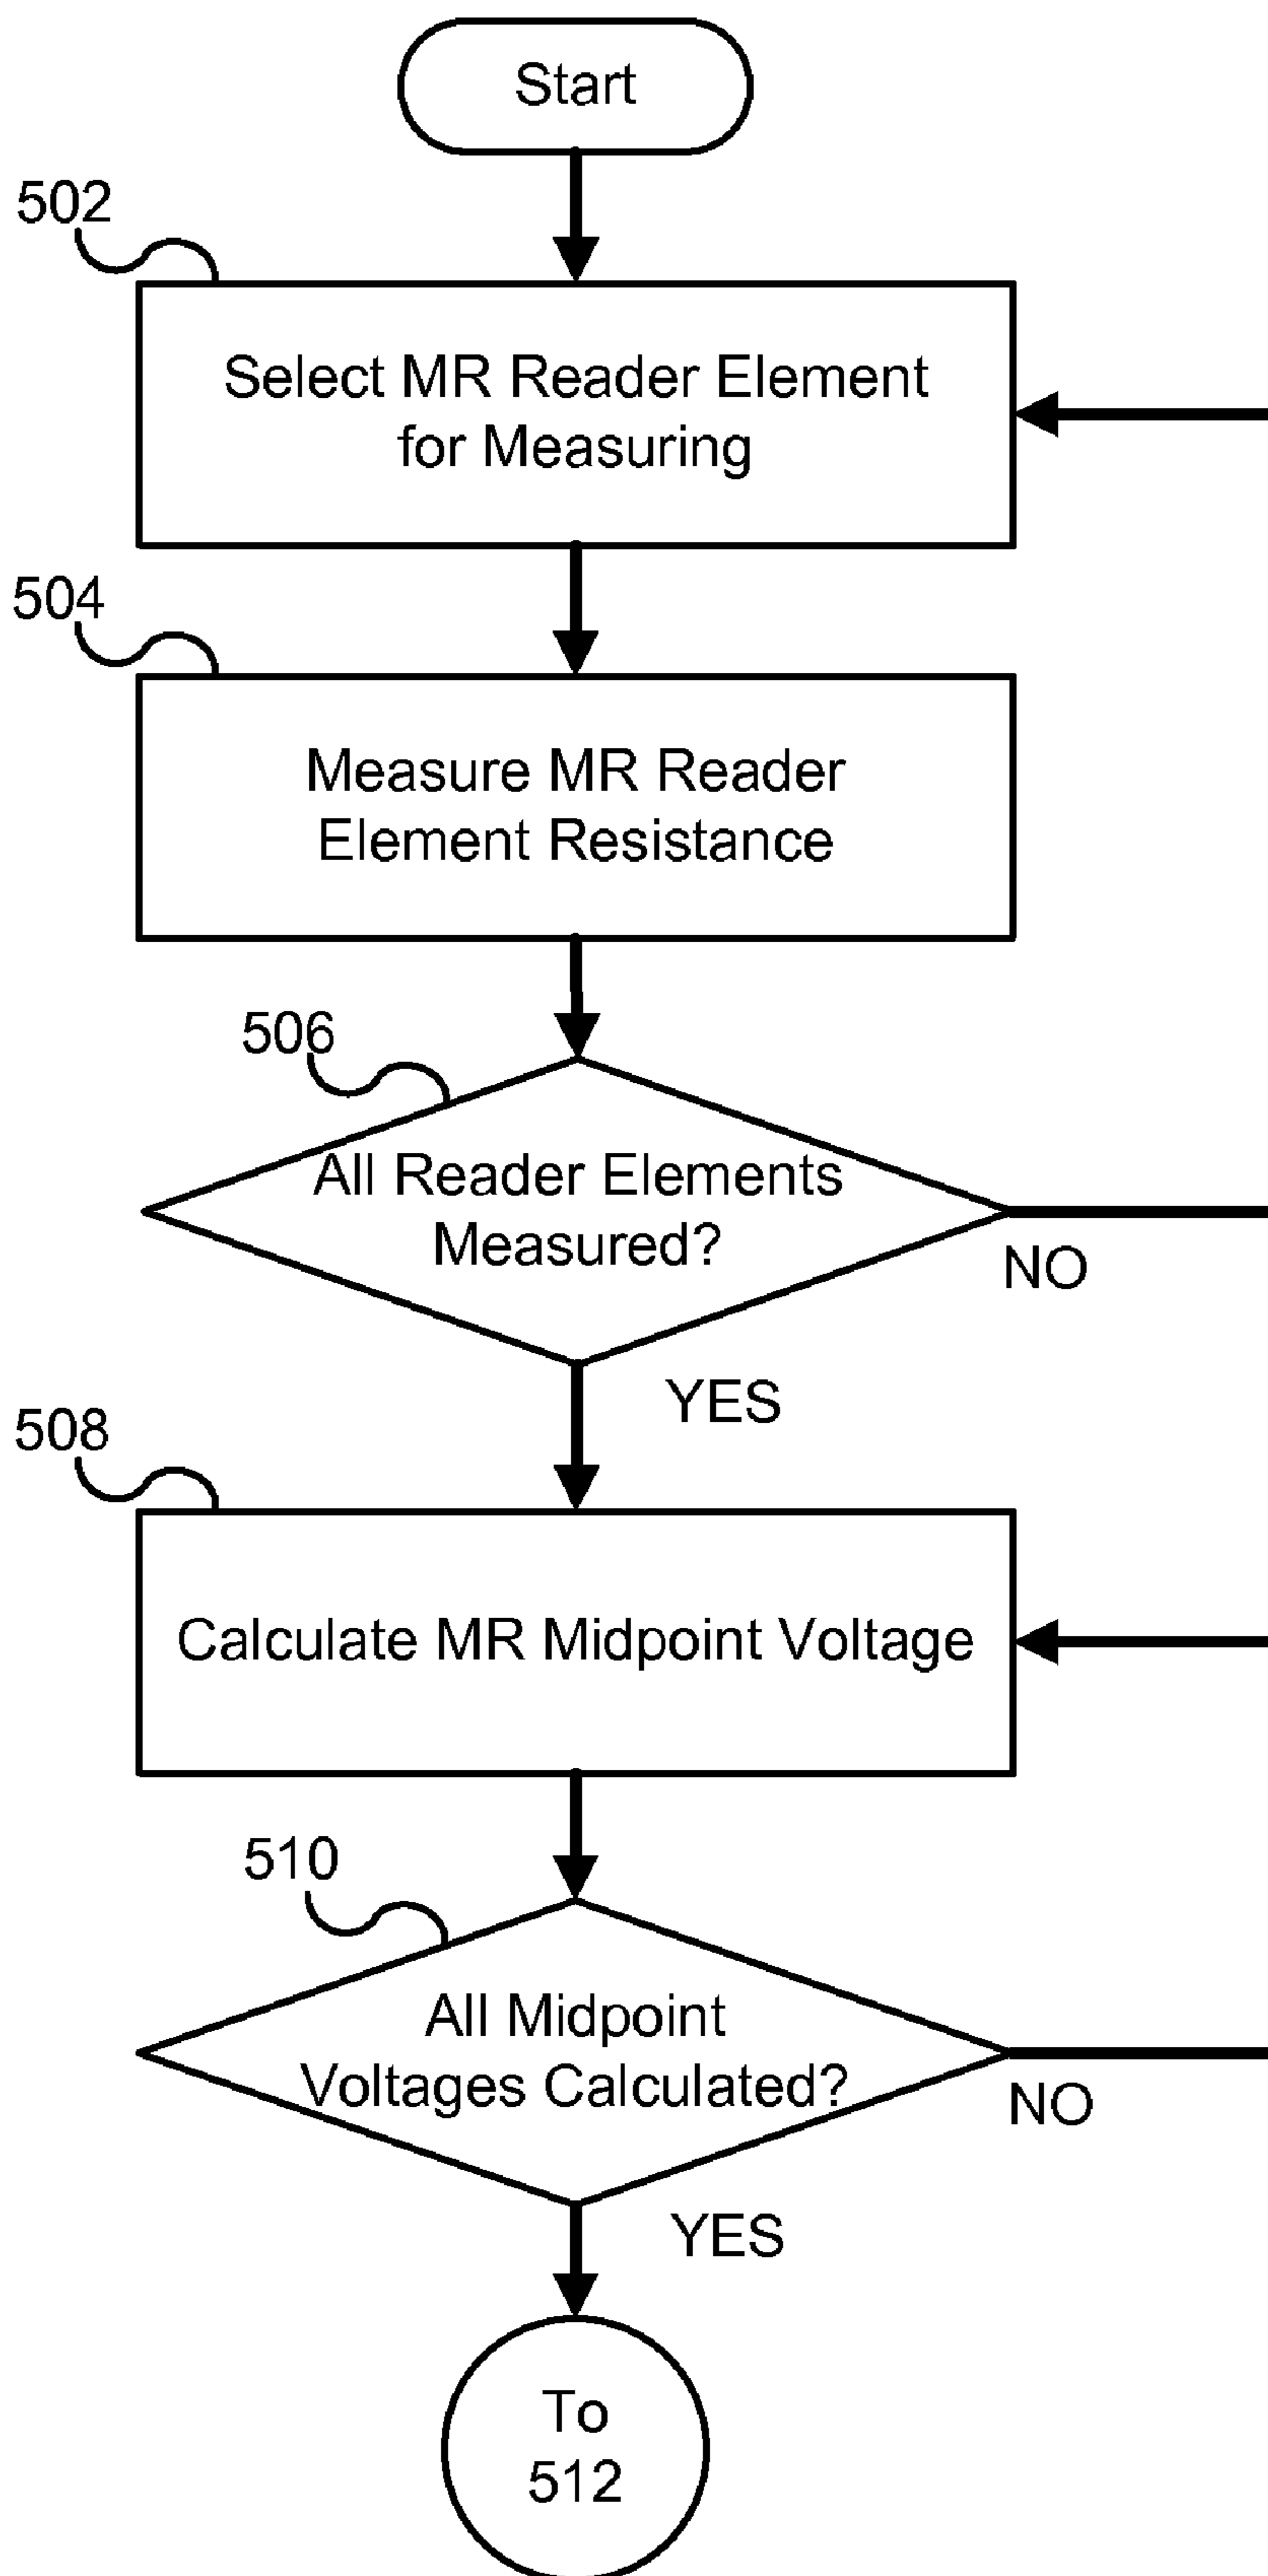 Start
502
Select MR Reader Element
for Measuring
504
Measure MR Reader
Element Resistance
506
All Reader Elements
Measured?
NO
YES
508
Calculate MR Midpoint Voltage
510
All Midpoint
Voltages Calculated?
NO
YES
To
512